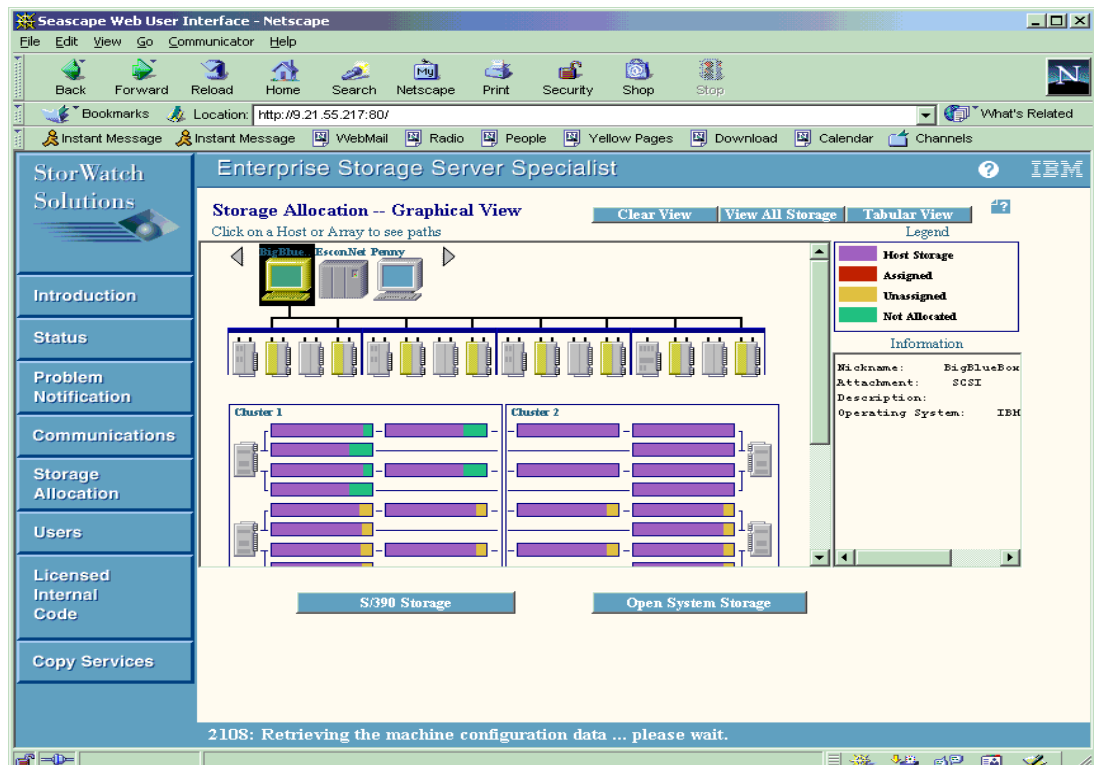 Seascape Web User Interface - Netscape
File Edit View Go Communicator Help
Back Forward Reload Home Search Netscape Print Security Shop Stop
My
N
Bookmarks Location: http://9.21.55.217:80/ What's Related
Instant Message Instant Message WebMail Radio People Yellow Pages Download Calendar Channels
StorWatch
Solutions
Enterprise Storage Server Specialist ? IBM
Storage Allocation -- Graphical View
Clear View View All Storage Tabular View ?
Click on a Host or Array to see paths
Legend
BigBlue.. EsconNet Penny
Host Storage
Assigned
Unassigned
Not Allocated
Information
Nickname: BigBlueBox
Attachment: SCSI
Description:
Operating System: IBM
Cluster 1 Cluster 2
S/390 Storage Open System Storage
Introduction
Status
Problem
Notification
Communications
Storage
Allocation
Users
Licensed
Internal
Code
Copy Services
2108: Retrieving the machine configuration data ... please wait.